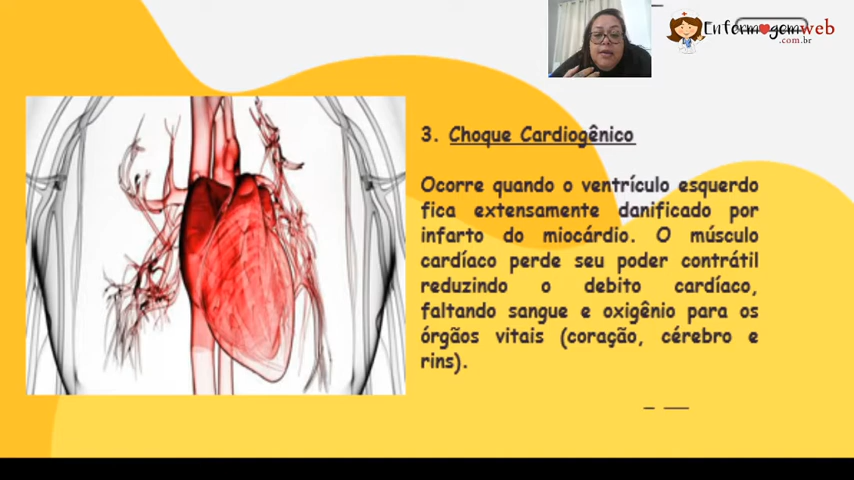 Enfermagemweb
.com.br
3. Choque Cardiogênico
Ocorre quando o ventrículo esquerdo
fica extensamente danificado por
infarto do miocárdio. O músculo
cardíaco perde seu poder contrátil
reduzindo o debito cardíaco,
faltando sangue e oxigênio para os
órgãos vitais (coração, cérebro e
rins).